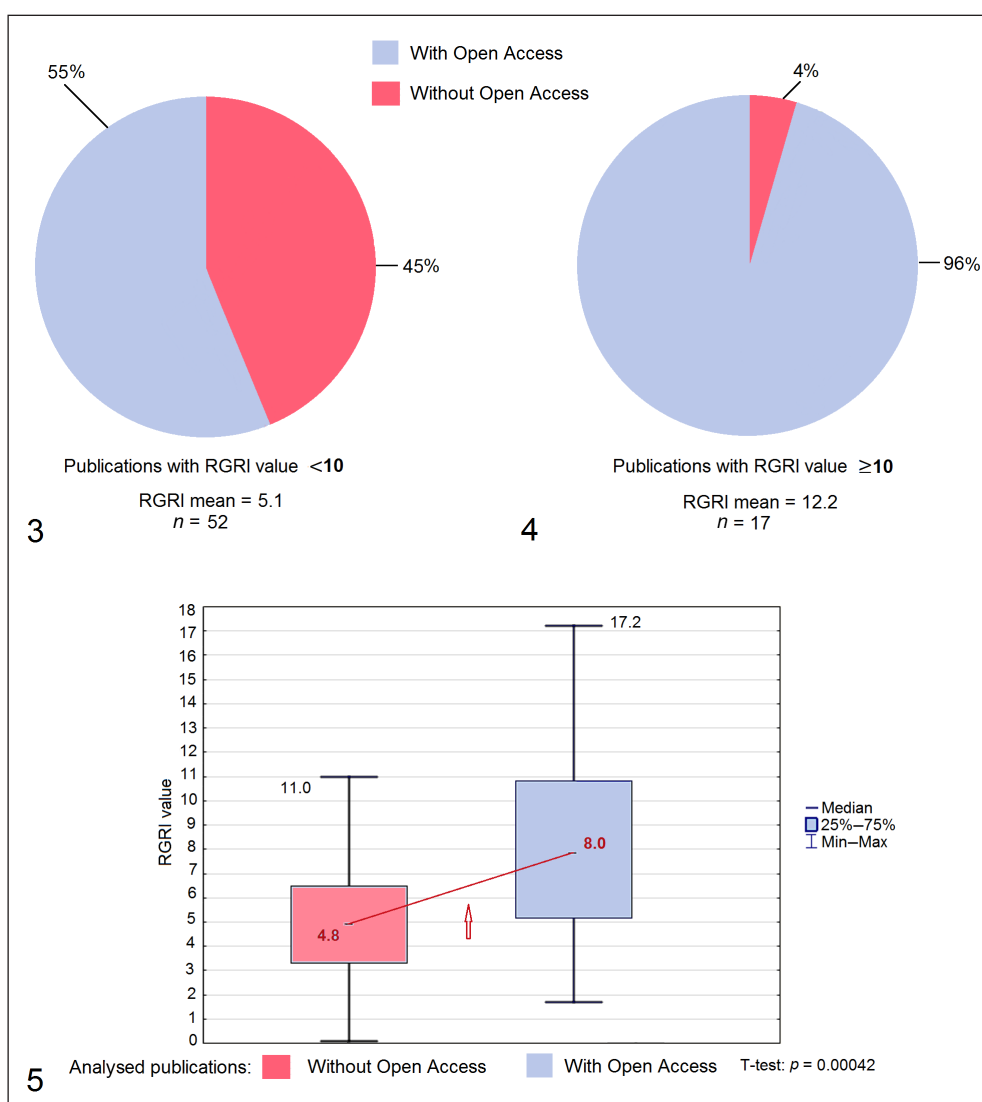 With Open Access
Without Open Access
55%
45%
Publications with RGRI value <10
RGRI mean = 5.1
n = 52
3
4%
96%
Publications with RGRI value ≥10
RGRI mean = 12.2
n = 17
4
RGRI value
18
17
16
15
14
13
12
11
10
9
8
7
6
5
4
3
2
1
0
11.0
4.8
17.2
8.0
Median
25%–75%
Min–Max
5
Analysed publications: Without Open Access With Open Access T-test: p = 0.00042